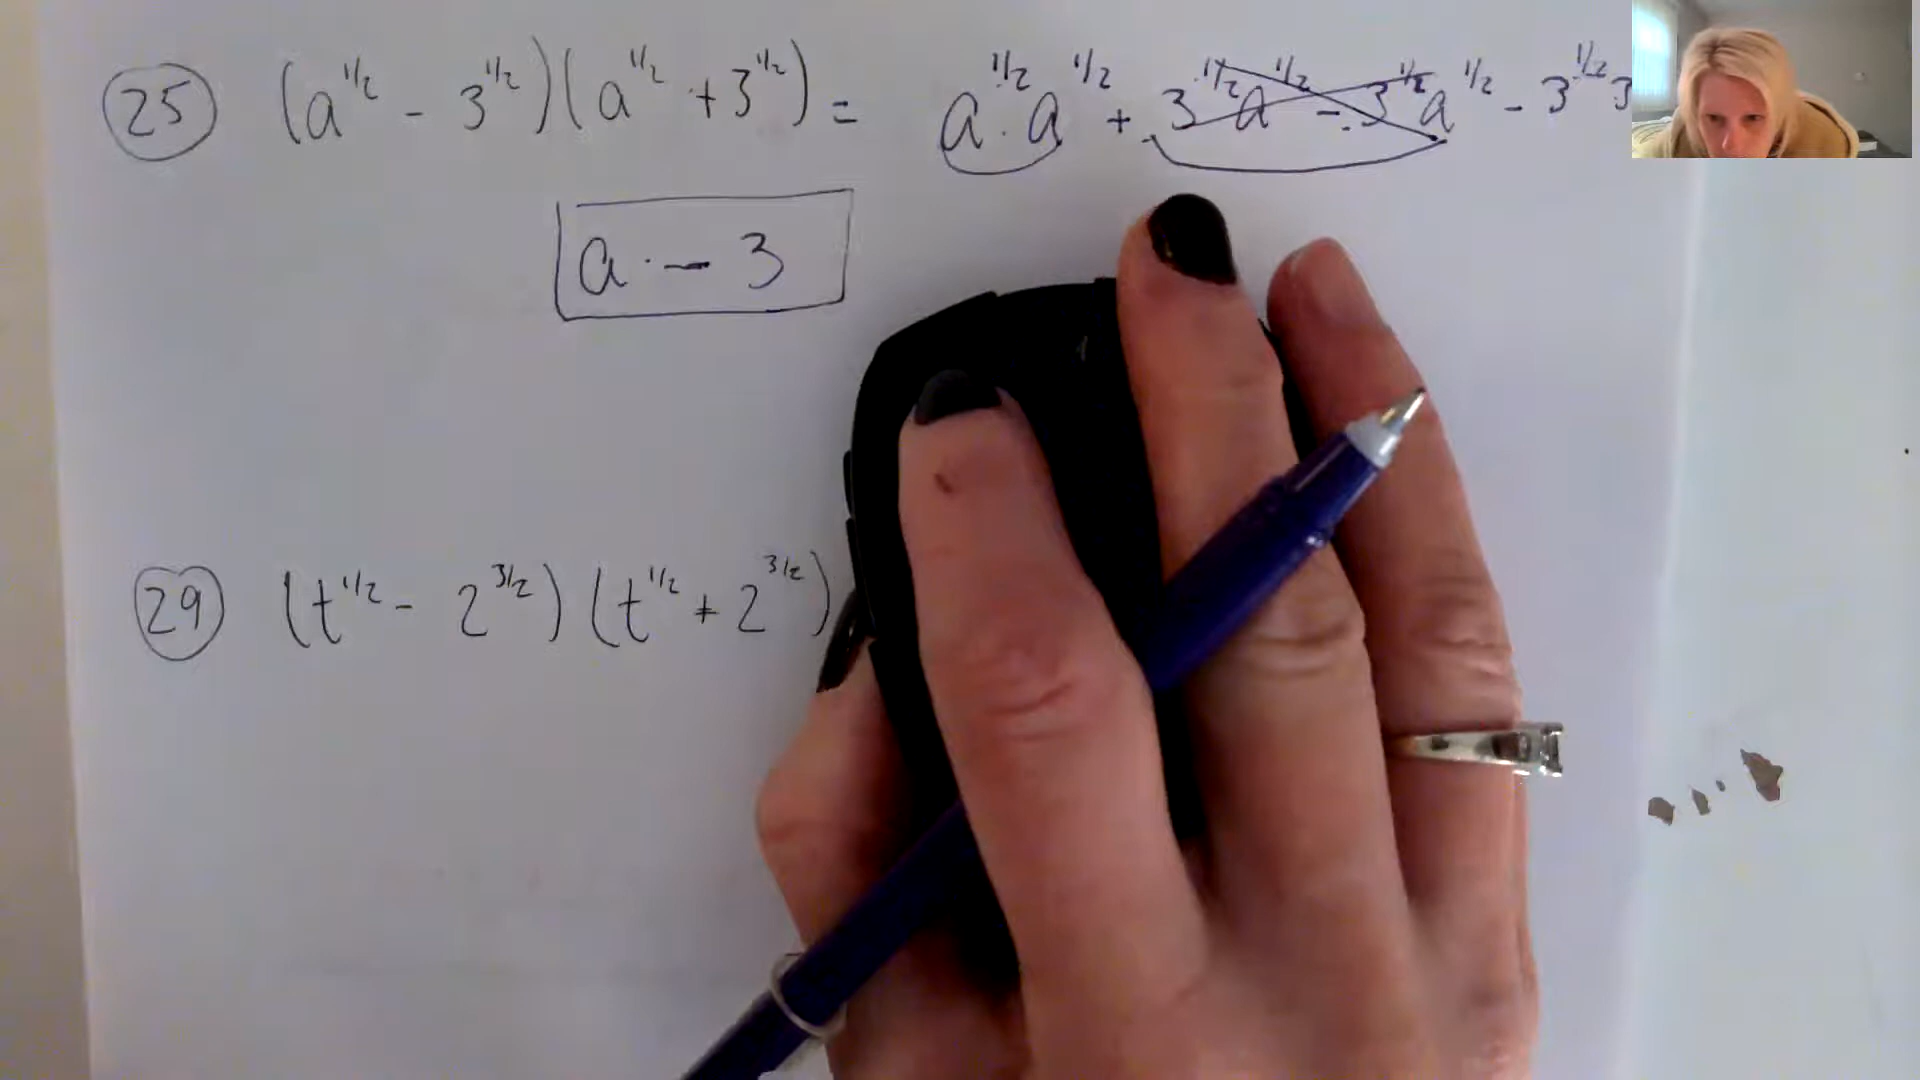 25 (a^1/2 - 3^1/2)(a^1/2 + 3^1/2) = a^1/2 · a^1/2 + 3^1/2 a^1/2 - 3^1/2 a^1/2 - 3^1/2 3
a - 3
29 (t^1/2 - 2^3/2)(t^1/2 + 2^3/2)